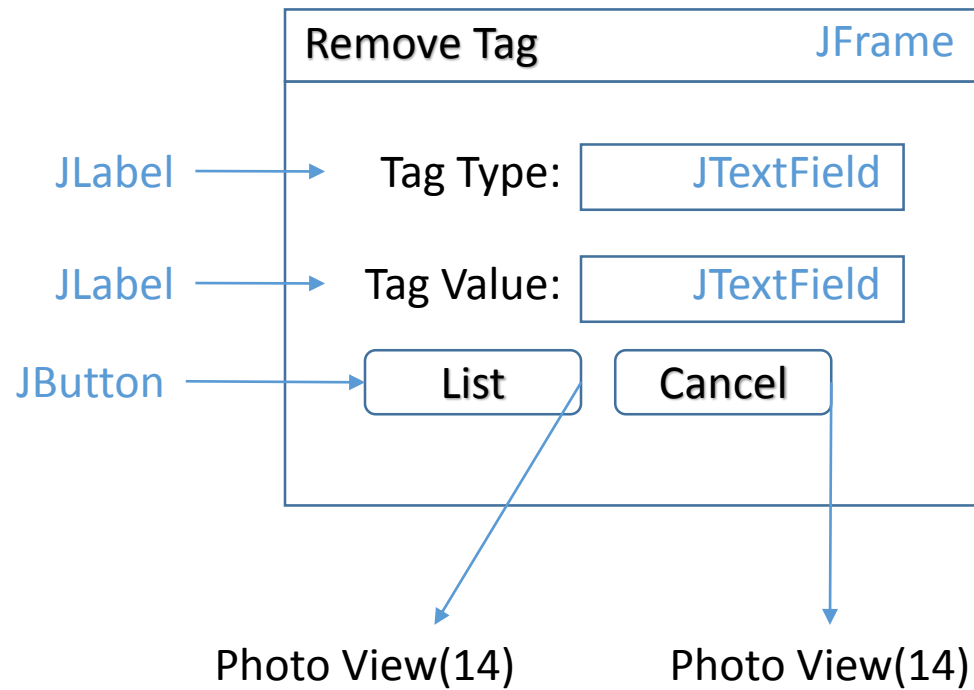 Remove Tag JFrame
JLabel Tag Type: JTextField
JLabel Tag Value: JTextField
JButton List Cancel
Photo View(14) Photo View(14)